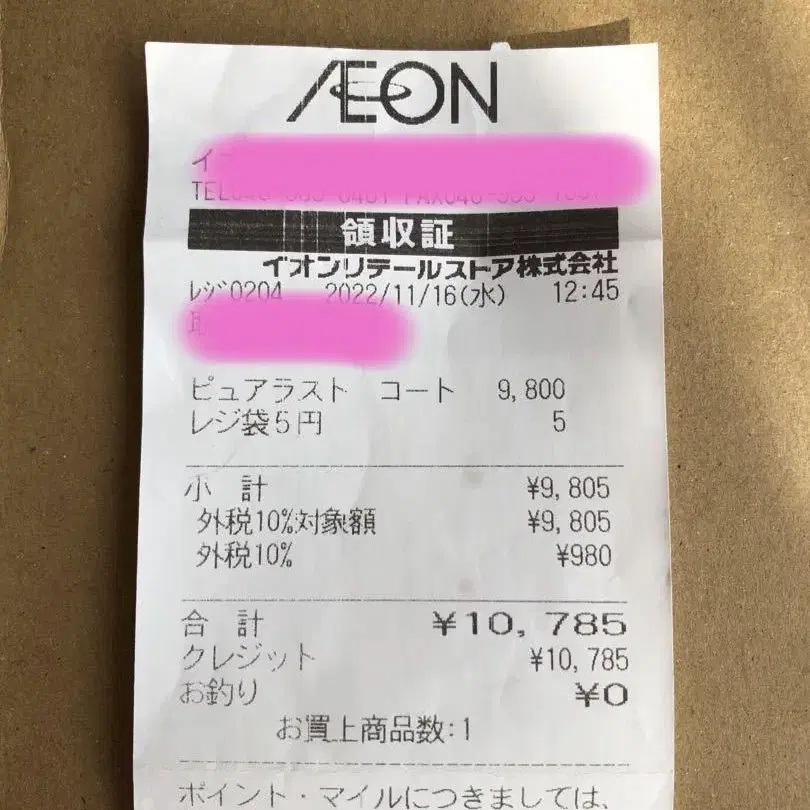 ÆON
領収証
イオンリテールストア株式会社
レジ0204 2022/11/16(水) 12:45
ピュアラスト コート 9,800
レジ袋5円 5
小 計 ¥9,805
外税10%対象額 ¥9,805
外税10% ¥980
合 計 ¥10,785
クレジット ¥10,785
お釣り ¥0
お買上商品数:1
ポイント・マイルにつきましては、